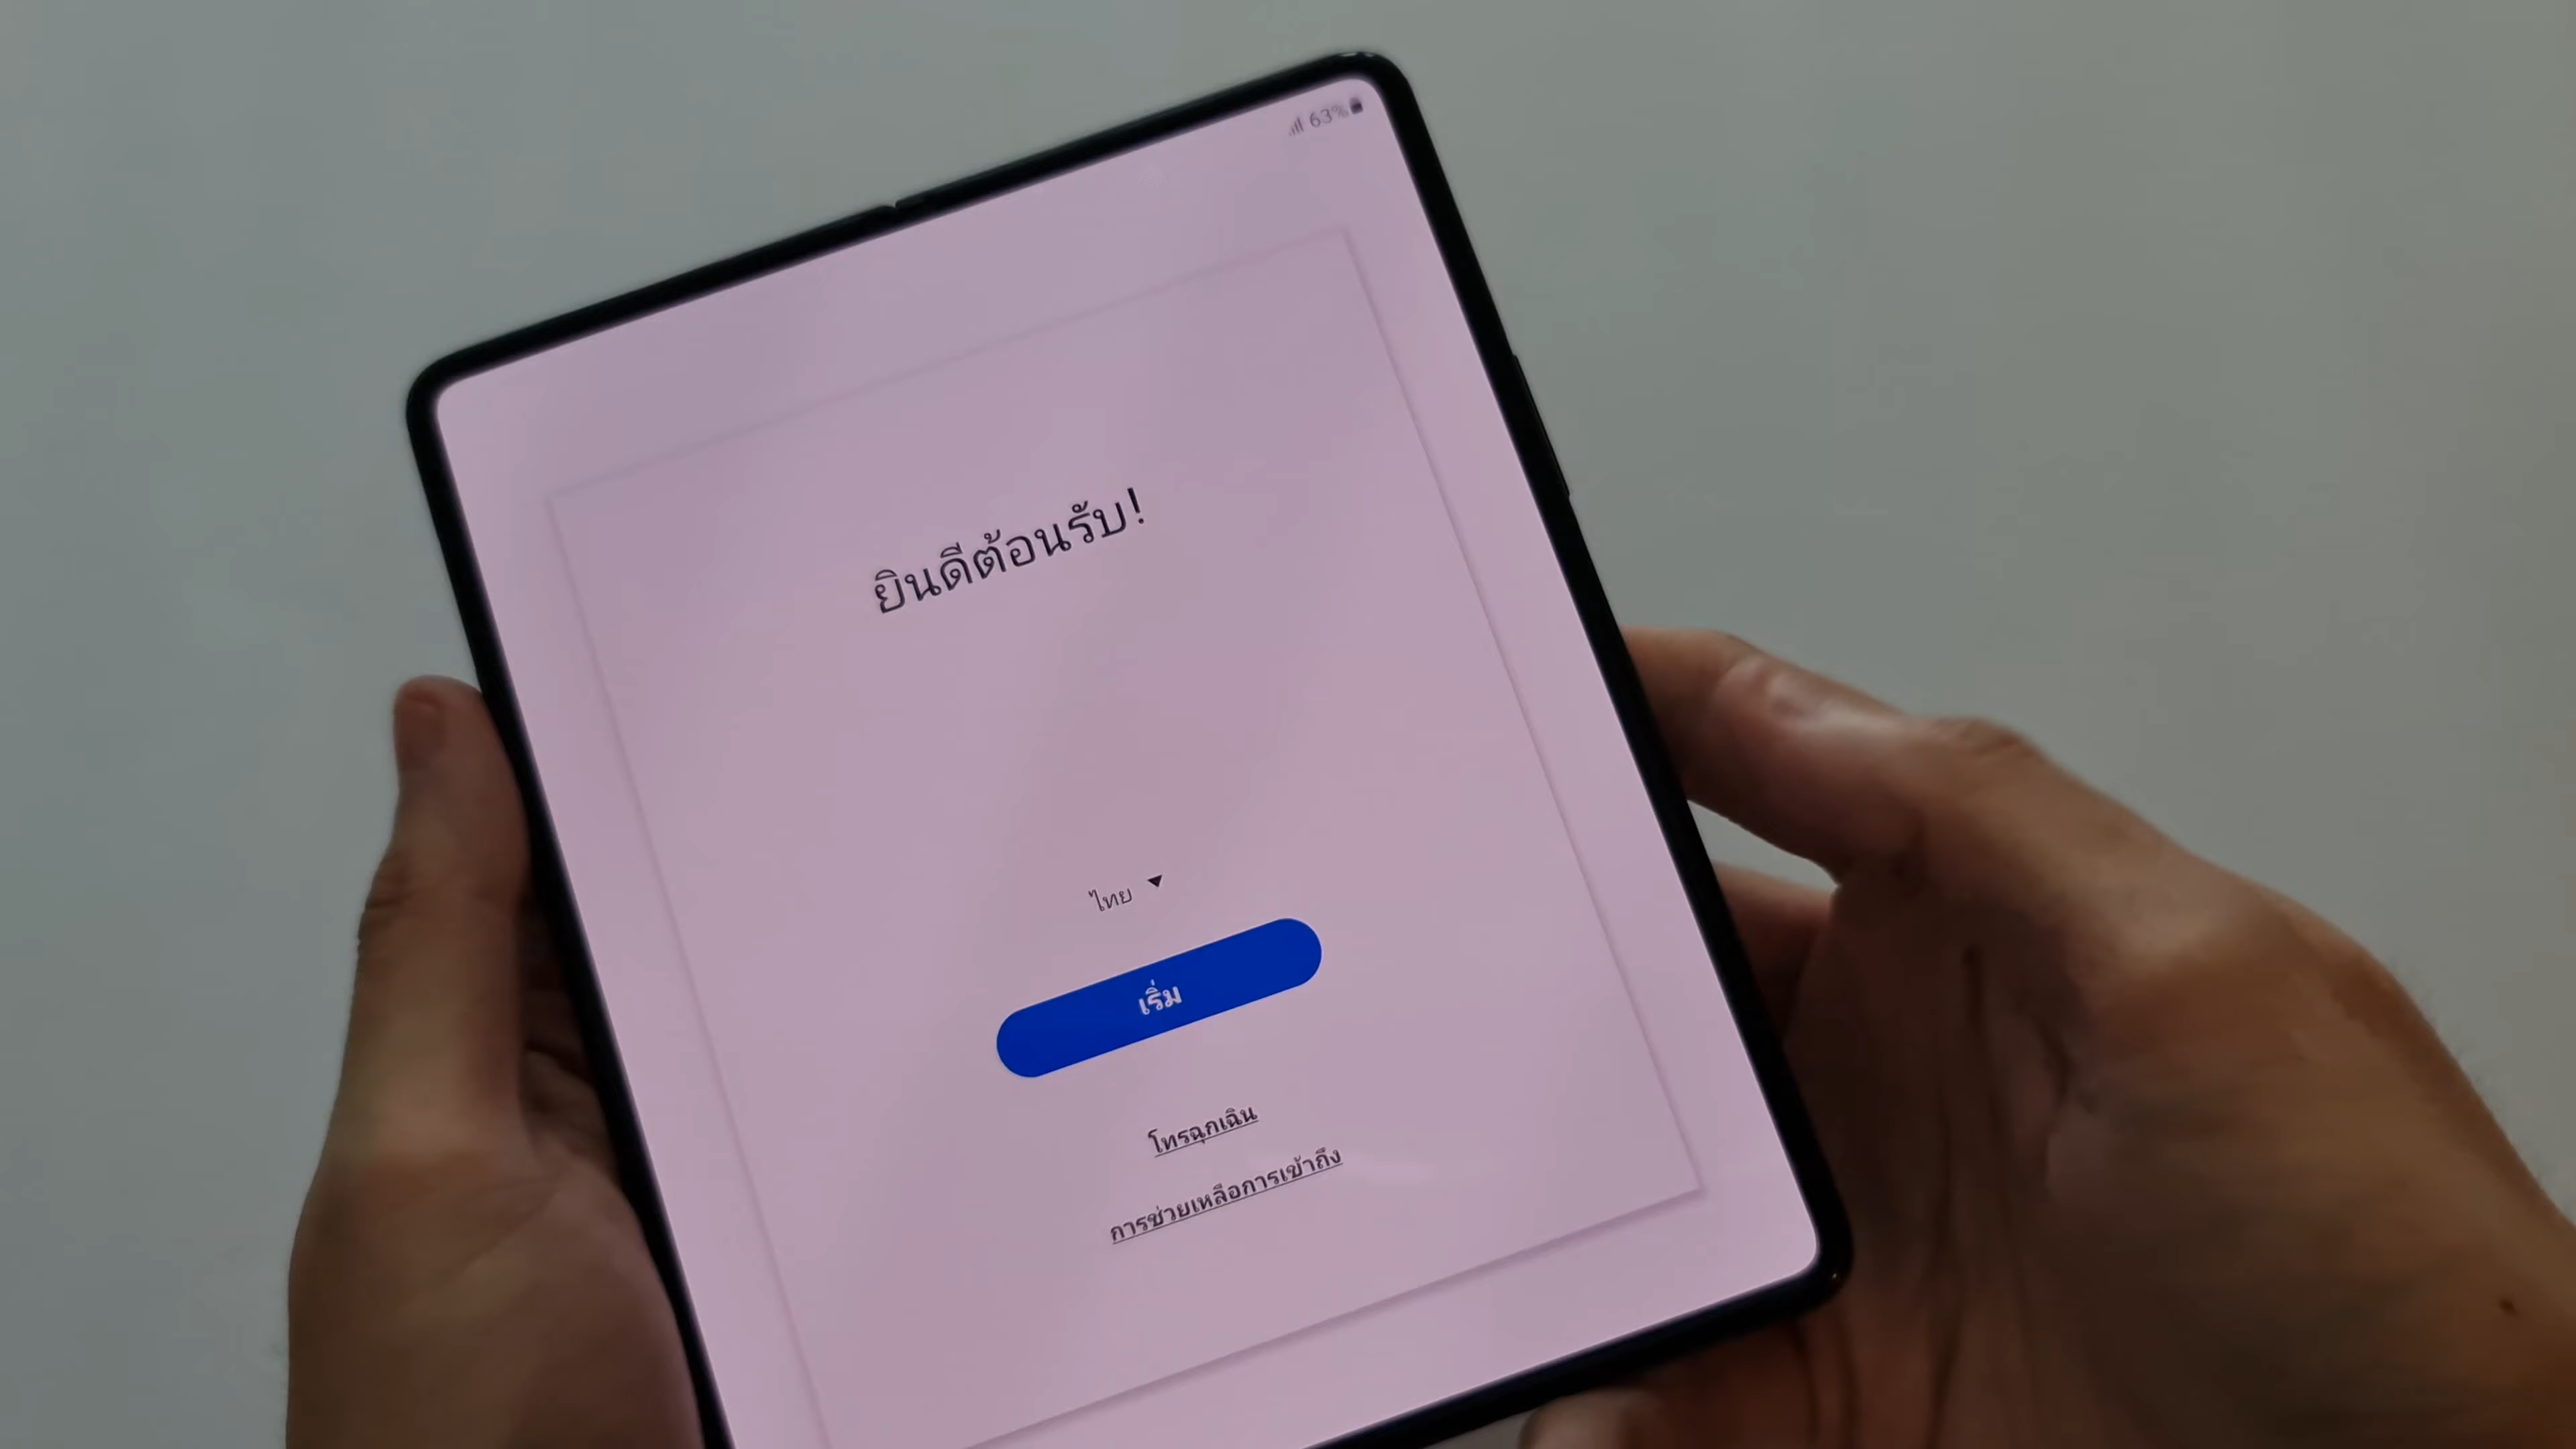 63%
ยินดีต้อนรับ!
ไทย
เริ่ม
โทรฉุกเฉิน
การช่วยเหลือการเข้าถึง